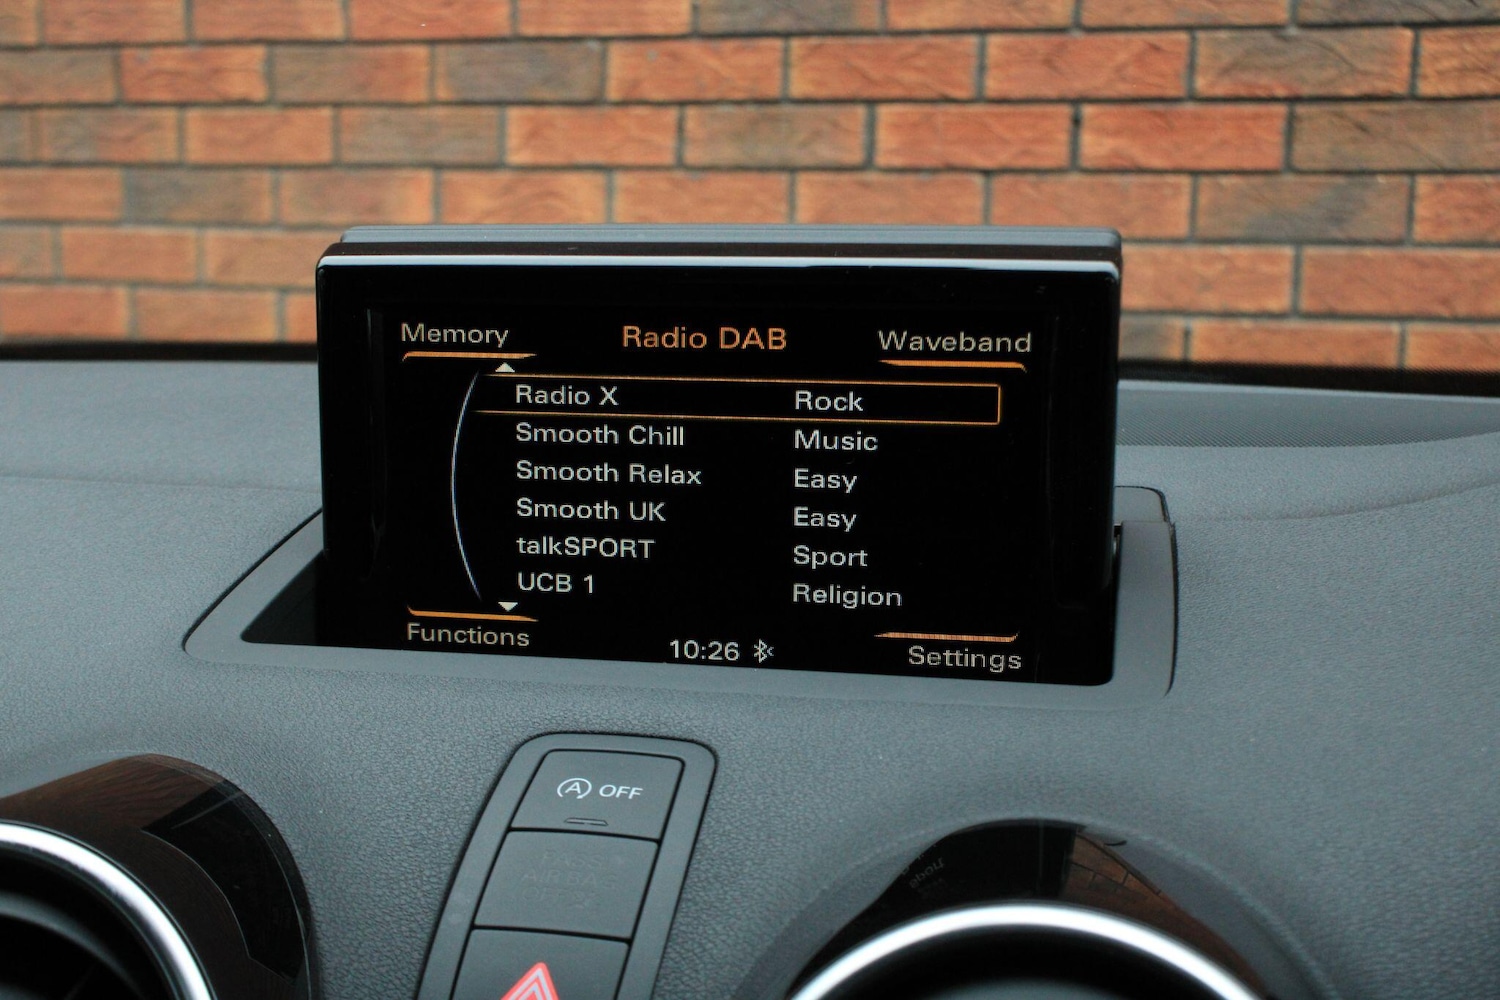 Memory Radio DAB Waveband
Radio X Rock
Smooth Chill Music
Smooth Relax Easy
Smooth UK Easy
talkSPORT Sport
UCB 1 Religion
Functions 10:26 Settings
A OFF